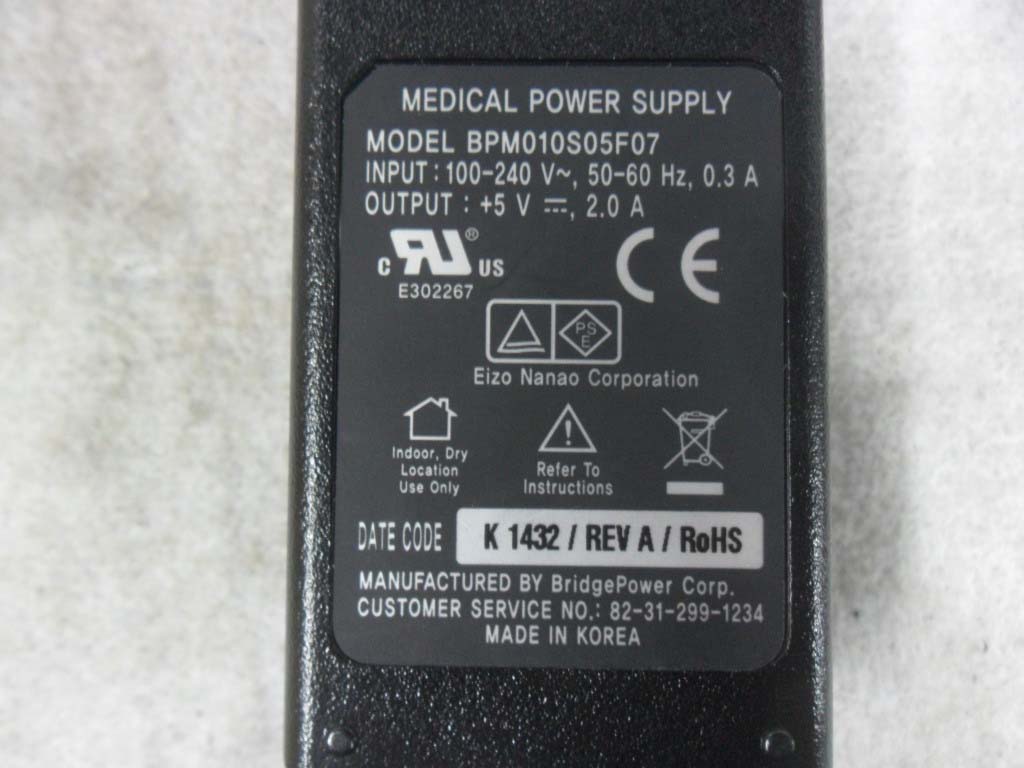 MEDICAL POWER SUPPLY
MODEL BPM010S05F07
INPUT : 100-240 V~, 50-60 Hz, 0.3 A
OUTPUT : +5 V ⎓, 2.0 A
c RU ® US
CE
E302267
PS
E
Eizo Nanao Corporation
Indoor, Dry
Location
Use Only
Refer To
Instructions
DATE CODE K 1432 / REV A / RoHS
MANUFACTURED BY BridgePower Corp.
CUSTOMER SERVICE NO.: 82-31-299-1234
MADE IN KOREA